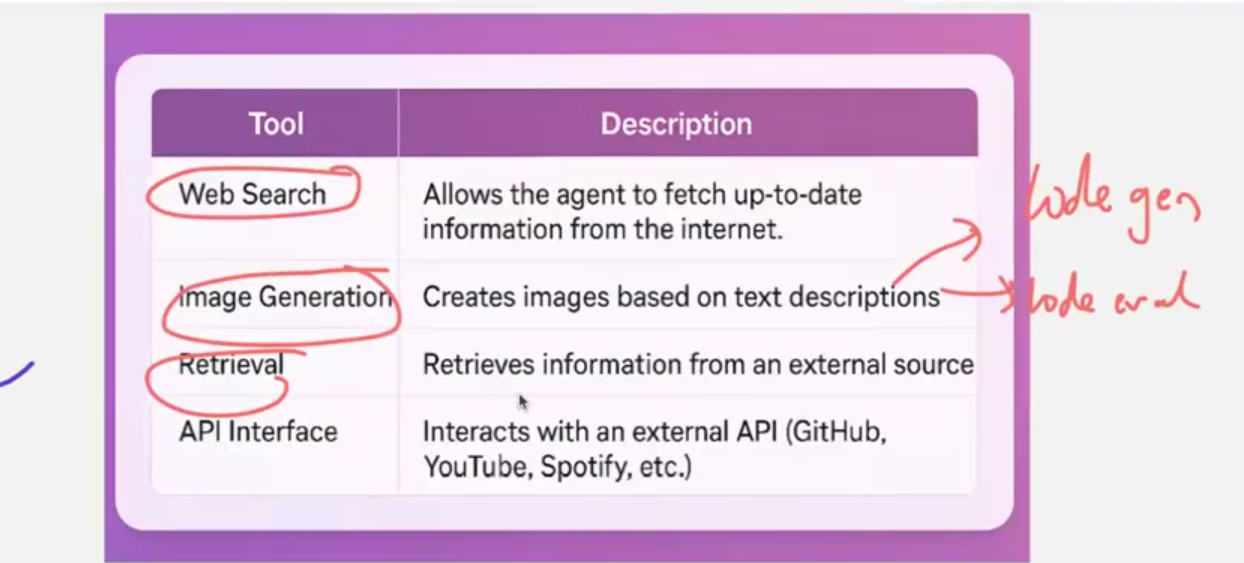 Tool Description
Web Search Allows the agent to fetch up-to-date
information from the internet.
Image Generation Creates images based on text descriptions
Retrieval Retrieves information from an external source
API Interface Interacts with an external API (GitHub,
YouTube, Spotify, etc.)
Code gen
Code eval